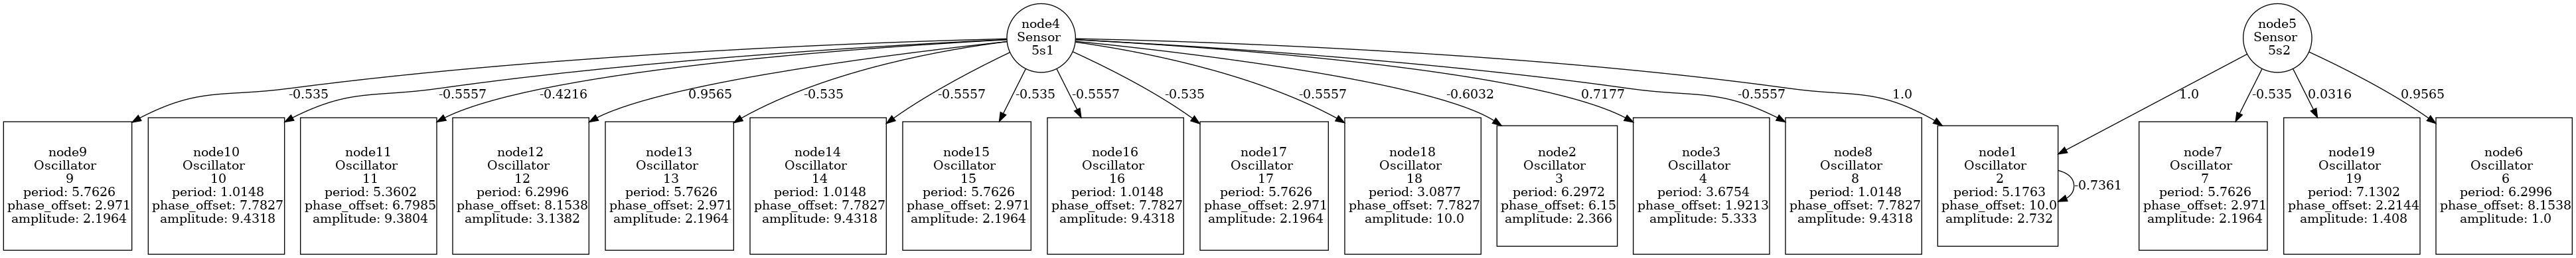 node4
Sensor
5s1
node5
Sensor
5s2
-0.535
-0.5557
-0.4216
0.9565
-0.535
-0.5557
-0.535
-0.5557
-0.535
-0.5557
-0.6032
0.7177
-0.5557
1.0
1.0
-0.535
0.0316
0.9565
node9
Oscillator
9
period: 5.7626
phase_offset: 2.971
amplitude: 2.1964
node10
Oscillator
10
period: 1.0148
phase_offset: 7.7827
amplitude: 9.4318
node11
Oscillator
11
period: 5.3602
phase_offset: 6.7985
amplitude: 9.3804
node12
Oscillator
12
period: 6.2996
phase_offset: 8.1538
amplitude: 3.1382
node13
Oscillator
13
period: 5.7626
phase_offset: 2.971
amplitude: 2.1964
node14
Oscillator
14
period: 1.0148
phase_offset: 7.7827
amplitude: 9.4318
node15
Oscillator
15
period: 5.7626
phase_offset: 2.971
amplitude: 2.1964
node16
Oscillator
16
period: 1.0148
phase_offset: 7.7827
amplitude: 9.4318
node17
Oscillator
17
period: 5.7626
phase_offset: 2.971
amplitude: 2.1964
node18
Oscillator
18
period: 3.0877
phase_offset: 7.7827
amplitude: 10.0
node2
Oscillator
3
period: 6.2972
phase_offset: 6.15
amplitude: 2.366
node3
Oscillator
4
period: 3.6754
phase_offset: 1.9213
amplitude: 5.333
node8
Oscillator
8
period: 1.0148
phase_offset: 7.7827
amplitude: 9.4318
node1
Oscillator
2
period: 5.1763
phase_offset: 10.0
amplitude: 2.732
-0.7361
node7
Oscillator
7
period: 5.7626
phase_offset: 2.971
amplitude: 2.1964
node19
Oscillator
19
period: 7.1302
phase_offset: 2.2144
amplitude: 1.408
node6
Oscillator
6
period: 6.2996
phase_offset: 8.1538
amplitude: 1.0